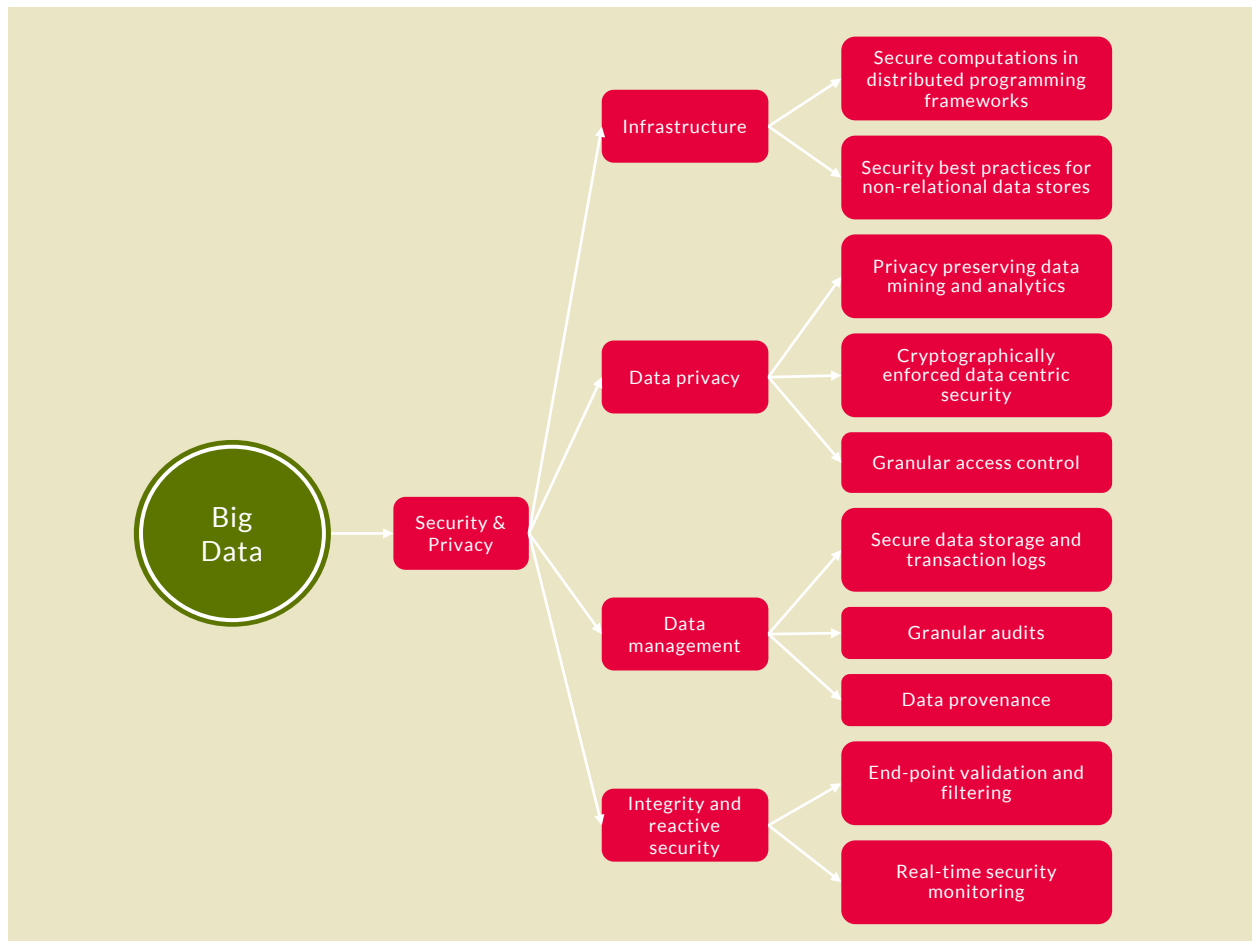 Big
Data
Security &
Privacy
Infrastructure
Secure computations in
distributed programming
frameworks
Security best practices for
non-relational data stores
Data privacy
Privacy preserving data
mining and analytics
Cryptographically
enforced data centric
security
Granular access control
Data
management
Secure data storage and
transaction logs
Granular audits
Data provenance
Integrity and
reactive
security
End-point validation and
filtering
Real-time security
monitoring